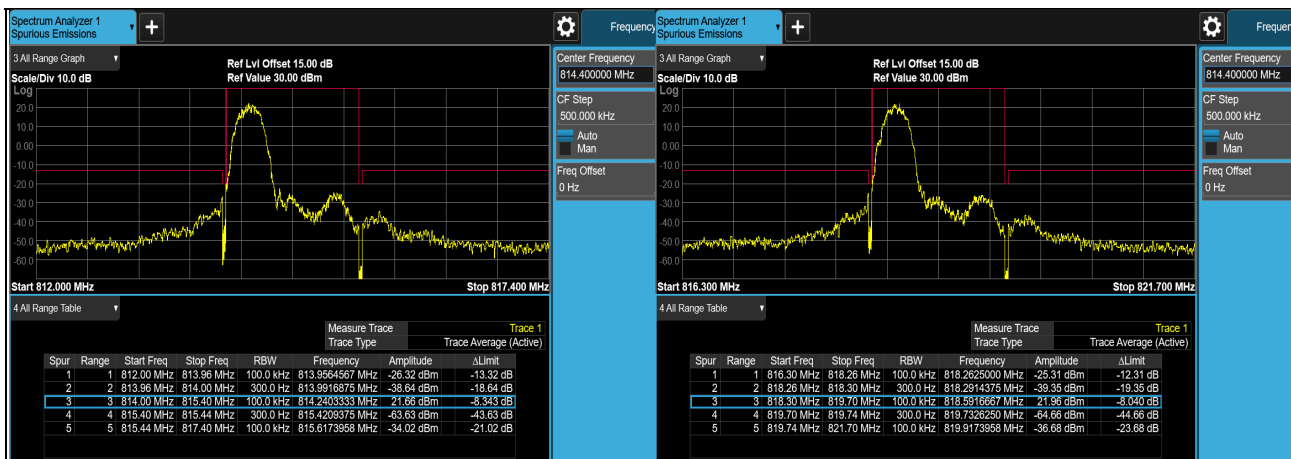 Spectrum Analyzer 1
Spurious Emissions
+
Frequency
3 All Range Graph
Ref Lvl Offset 15.00 dB
Scale/Div 10.0 dB
Ref Value 30.00 dBm
Log
20.0
10.0
0.00
-10.0
-20.0
-30.0
-40.0
-50.0
-60.0
Start 812.000 MHz
Stop 817.400 MHz
Center Frequency
814.400000 MHz
CF Step
500.000 kHz
Auto
Man
Freq Offset
0 Hz
4 All Range Table
Measure Trace Trace 1
Trace Type Trace Average (Active)
Spur Range Start Freq Stop Freq RBW Frequency Amplitude ΔLimit
1 1 812.00 MHz 813.96 MHz 100.0 kHz 813.9564567 MHz -26.32 dBm -13.32 dB
2 2 813.96 MHz 814.00 MHz 300.0 Hz 813.9916875 MHz -38.64 dBm -18.64 dB
3 3 814.00 MHz 815.40 MHz 100.0 kHz 814.2403333 MHz 21.66 dBm -8.343 dB
4 4 815.40 MHz 815.44 MHz 300.0 Hz 815.4209375 MHz -63.63 dBm -43.63 dB
5 5 815.44 MHz 817.40 MHz 100.0 kHz 815.6173958 MHz -34.02 dBm -21.02 dB
Spectrum Analyzer 1
Spurious Emissions
+
Frequen
3 All Range Graph
Ref Lvl Offset 15.00 dB
Scale/Div 10.0 dB
Ref Value 30.00 dBm
Log
20.0
10.0
0.00
-10.0
-20.0
-30.0
-40.0
-50.0
-60.0
Start 816.300 MHz
Stop 821.700 MHz
Center Frequency
814.400000 MHz
CF Step
500.000 kHz
Auto
Man
Freq Offset
0 Hz
4 All Range Table
Measure Trace Trace 1
Trace Type Trace Average (Active)
Spur Range Start Freq Stop Freq RBW Frequency Amplitude ΔLimit
1 1 816.30 MHz 818.26 MHz 100.0 kHz 818.2625000 MHz -25.31 dBm -12.31 dB
2 2 818.26 MHz 818.30 MHz 300.0 Hz 818.2914375 MHz -39.35 dBm -19.35 dB
3 3 818.30 MHz 819.70 MHz 100.0 kHz 818.5916667 MHz 21.96 dBm -8.040 dB
4 4 819.70 MHz 819.74 MHz 300.0 Hz 819.7326250 MHz -64.66 dBm -44.66 dB
5 5 819.74 MHz 821.70 MHz 100.0 kHz 819.9173958 MHz -36.68 dBm -23.68 dB